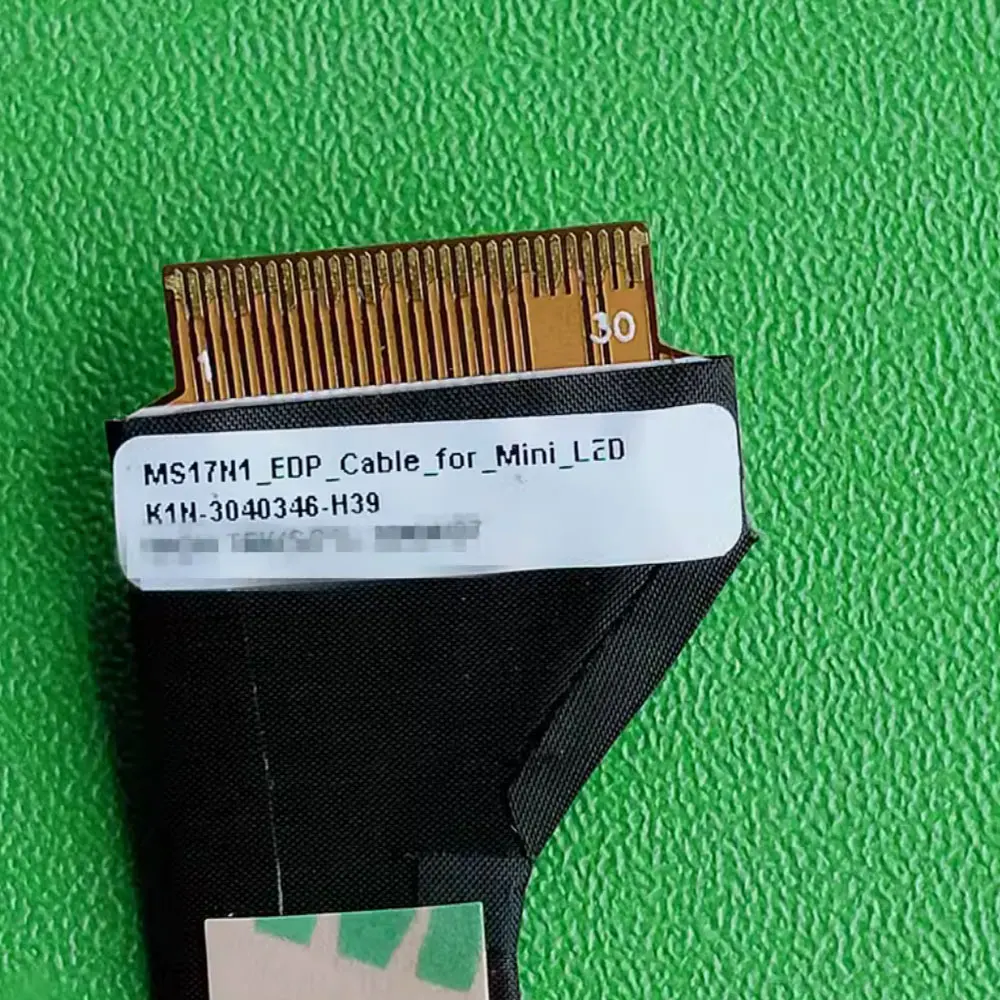 1
30
MS17N1_EDP_Cable_for_Mini_LED
K1N-3040346-H39